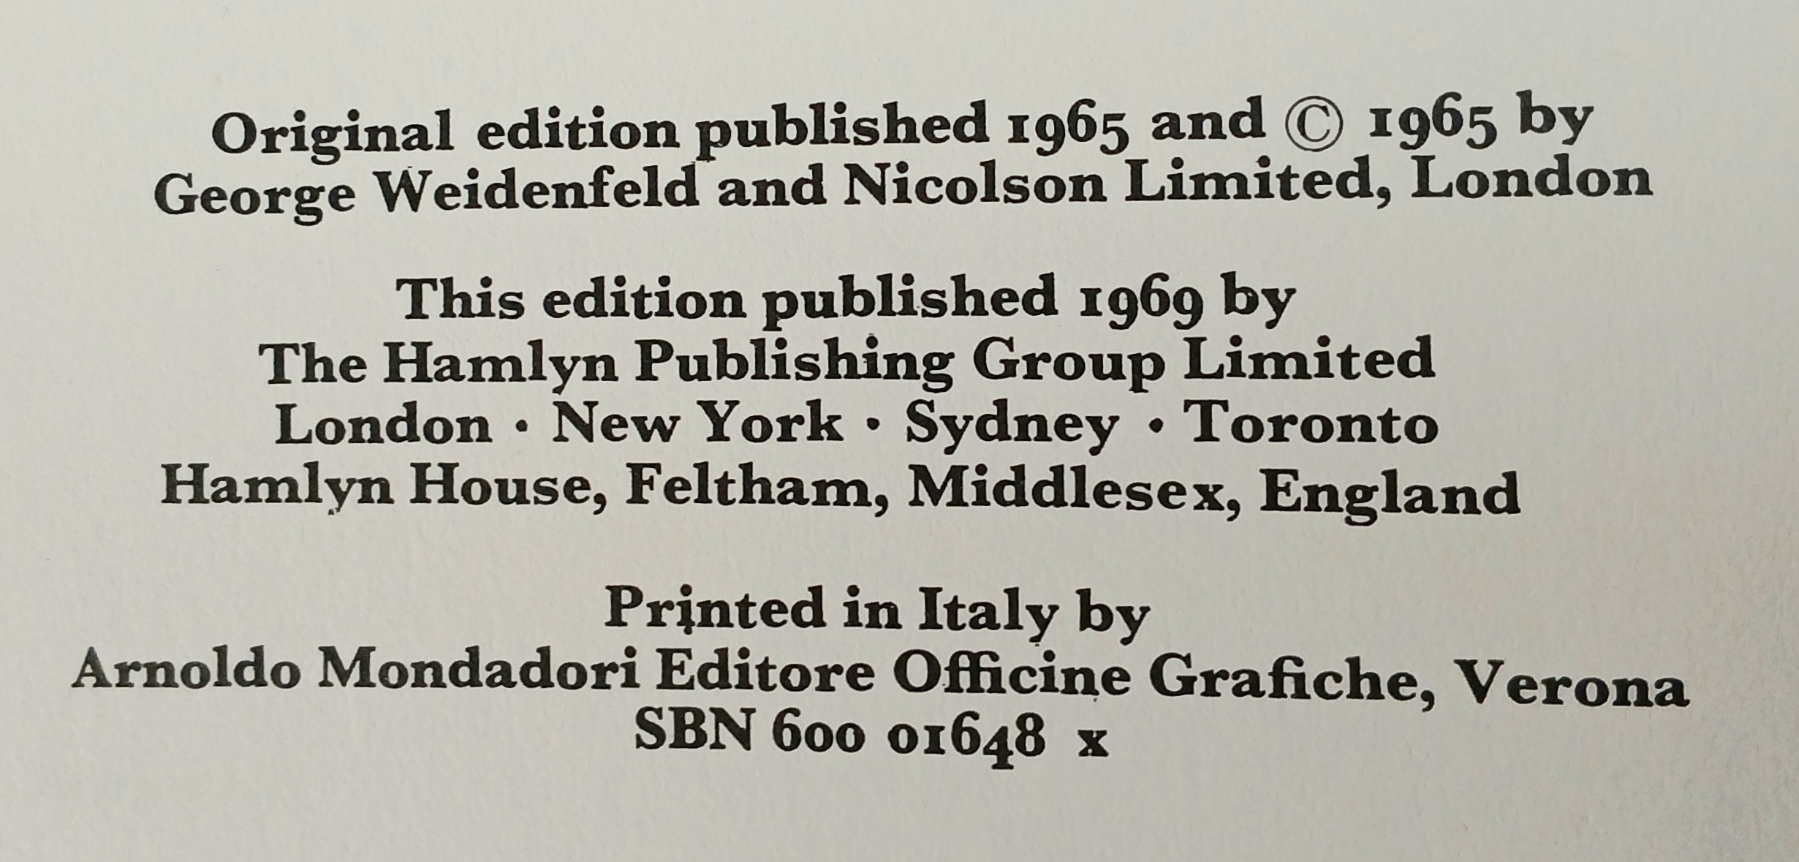 Original edition published 1965 and © 1965 by
George Weidenfeld and Nicolson Limited, London
This edition published 1969 by
The Hamlyn Publishing Group Limited
London · New York · Sydney · Toronto
Hamlyn House, Feltham, Middlesex, England
Printed in Italy by
Arnoldo Mondadori Editore Officine Grafiche, Verona
SBN 600 01648 x